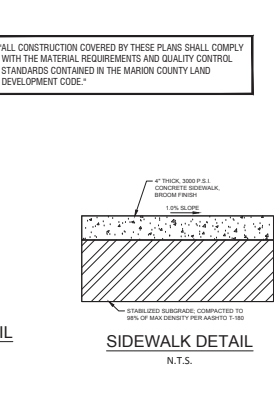 "ALL CONSTRUCTION COVERED BY THESE PLANS SHALL COMPLY
WITH THE MATERIAL REQUIREMENTS AND QUALITY CONTROL
STANDARDS CONTAINED IN THE MARION COUNTY LAND
DEVELOPMENT CODE."
4" THICK, 3000 P.S.I.
CONCRETE SIDEWALK,
BROOM FINISH
1.0% SLOPE
STABILIZED SUBGRADE; COMPACTED TO
98% OF MAX DENSITY PER AASHTO T-180
IL
SIDEWALK DETAIL
N.T.S.